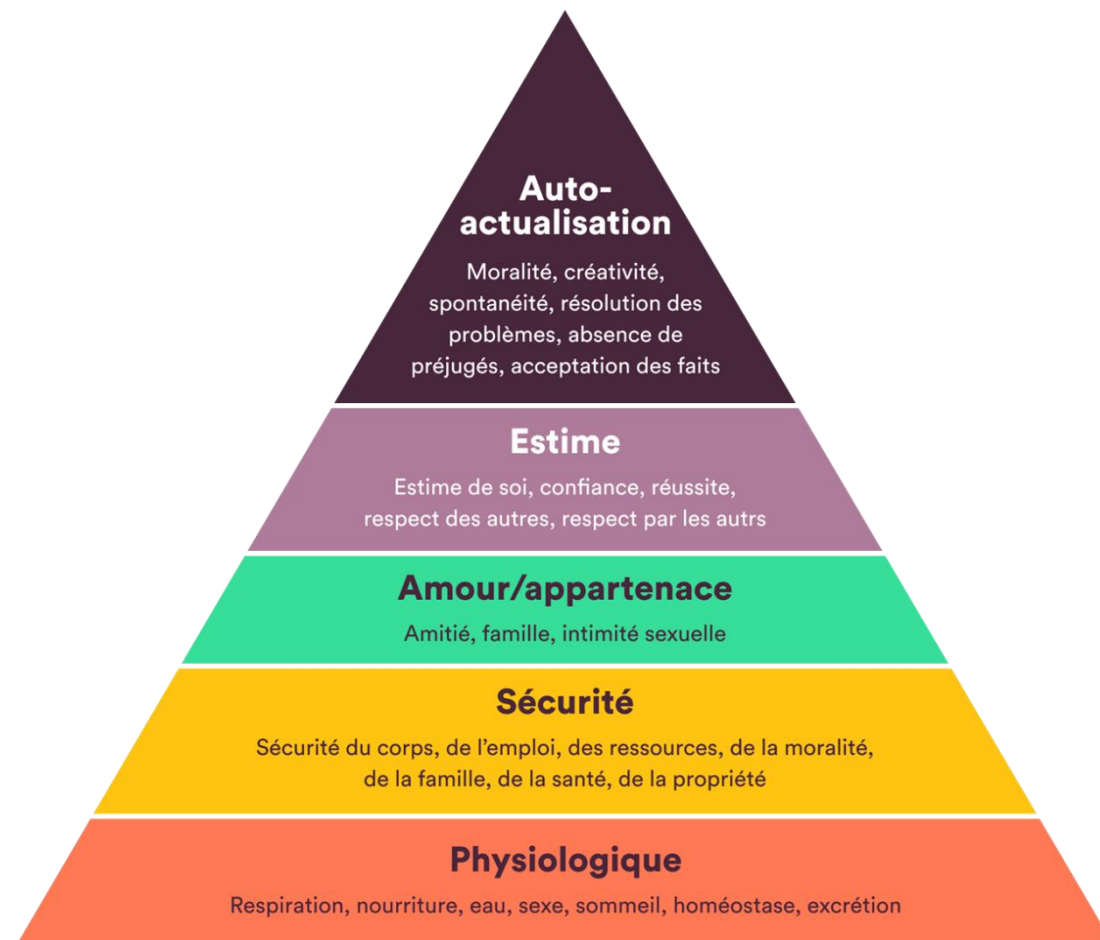 Auto-
actualisation
Moralité, créativité,
spontanéité, résolution des
problèmes, absence de
préjugés, acceptation des faits
Estime
Estime de soi, confiance, réussite,
respect des autres, respect par les autrs
Amour/appartenace
Amitié, famille, intimité sexuelle
Sécurité
Sécurité du corps, de l’emploi, des ressources, de la moralité,
de la famille, de la santé, de la propriété
Physiologique
Respiration, nourriture, eau, sexe, sommeil, homéostase, excrétion